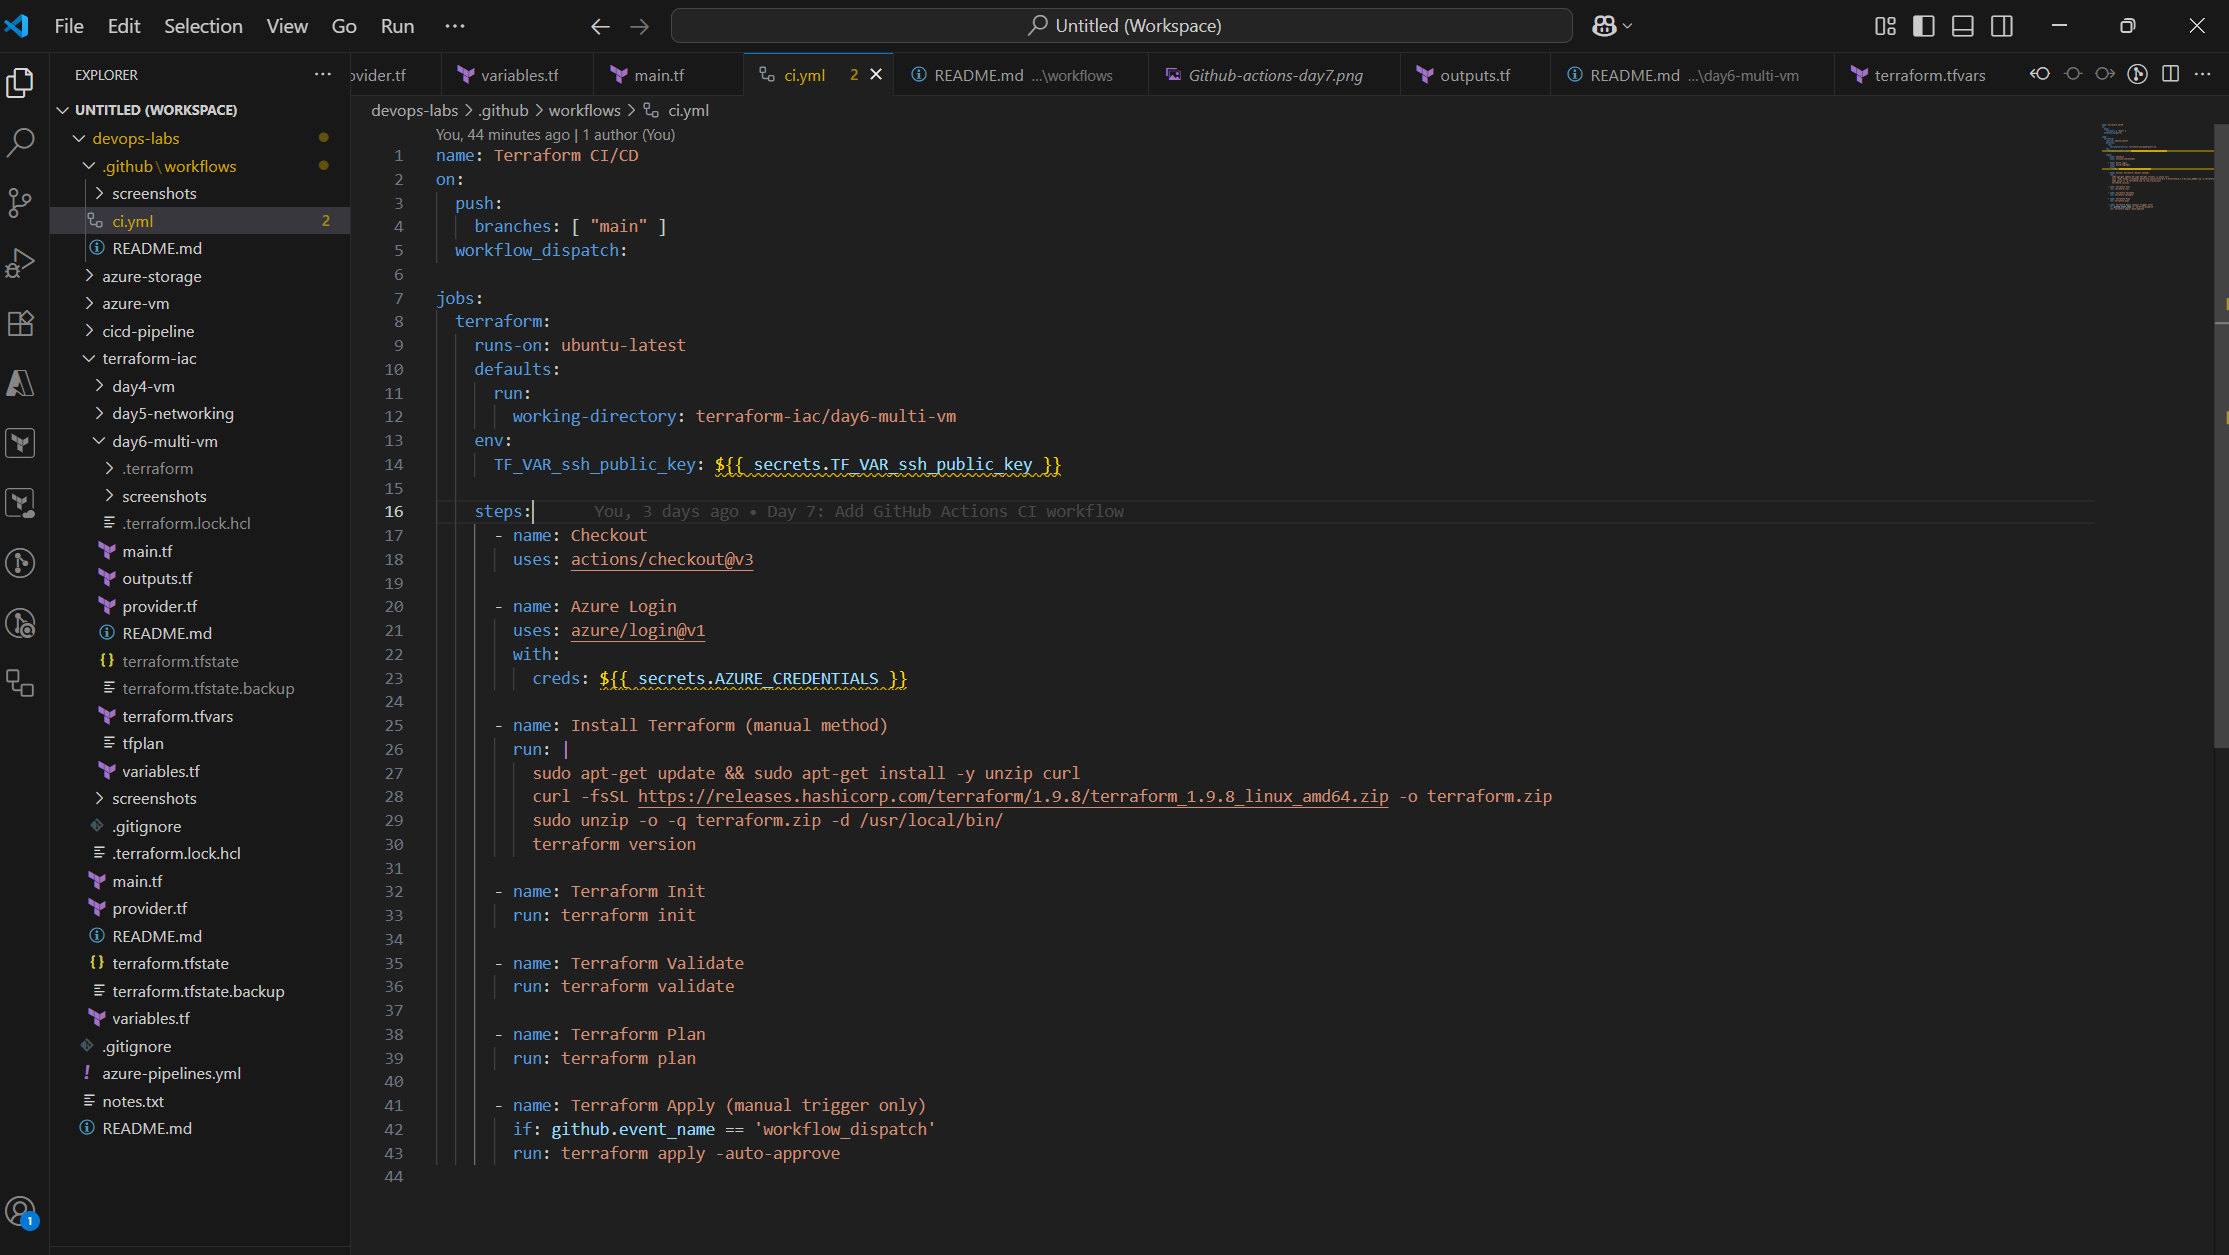 File Edit Selection View Go Run ···
Untitled (Workspace)
EXPLORER ···
UNTITLED (WORKSPACE)
devops-labs
.github\workflows
screenshots
ci.yml 2
README.md
azure-storage
azure-vm
cicd-pipeline
terraform-iac
day4-vm
day5-networking
day6-multi-vm
.terraform
screenshots
.terraform.lock.hcl
main.tf
outputs.tf
provider.tf
README.md
terraform.tfstate
terraform.tfstate.backup
terraform.tfvars
tfplan
variables.tf
screenshots
.gitignore
.terraform.lock.hcl
main.tf
provider.tf
README.md
terraform.tfstate
terraform.tfstate.backup
variables.tf
.gitignore
azure-pipelines.yml
notes.txt
README.md
1
ovider.tf variables.tf main.tf ci.yml 2 README.md ...\workflows Github-actions-day7.png outputs.tf README.md ...\day6-multi-vm terraform.tfvars
devops-labs > .github > workflows > ci.yml
You, 44 minutes ago | 1 author (You)
1 name: Terraform CI/CD
2 on:
3 push:
4 branches: [ "main" ]
5 workflow_dispatch:
6
7 jobs:
8 terraform:
9 runs-on: ubuntu-latest
10 defaults:
11 run:
12 working-directory: terraform-iac/day6-multi-vm
13 env:
14 TF_VAR_ssh_public_key: ${{ secrets.TF_VAR_ssh_public_key }}
15
16 steps: You, 3 days ago • Day 7: Add GitHub Actions CI workflow
17 - name: Checkout
18 uses: actions/checkout@v3
19
20 - name: Azure Login
21 uses: azure/login@v1
22 with:
23 creds: ${{ secrets.AZURE_CREDENTIALS }}
24
25 - name: Install Terraform (manual method)
26 run: |
27 sudo apt-get update && sudo apt-get install -y unzip curl
28 curl -fsSL https://releases.hashicorp.com/terraform/1.9.8/terraform_1.9.8_linux_amd64.zip -o terraform.zip
29 sudo unzip -o -q terraform.zip -d /usr/local/bin/
30 terraform version
31
32 - name: Terraform Init
33 run: terraform init
34
35 - name: Terraform Validate
36 run: terraform validate
37
38 - name: Terraform Plan
39 run: terraform plan
40
41 - name: Terraform Apply (manual trigger only)
42 if: github.event_name == 'workflow_dispatch'
43 run: terraform apply -auto-approve
44